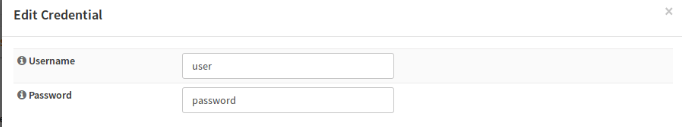 Edit Credential
×
Username
user
Password
password